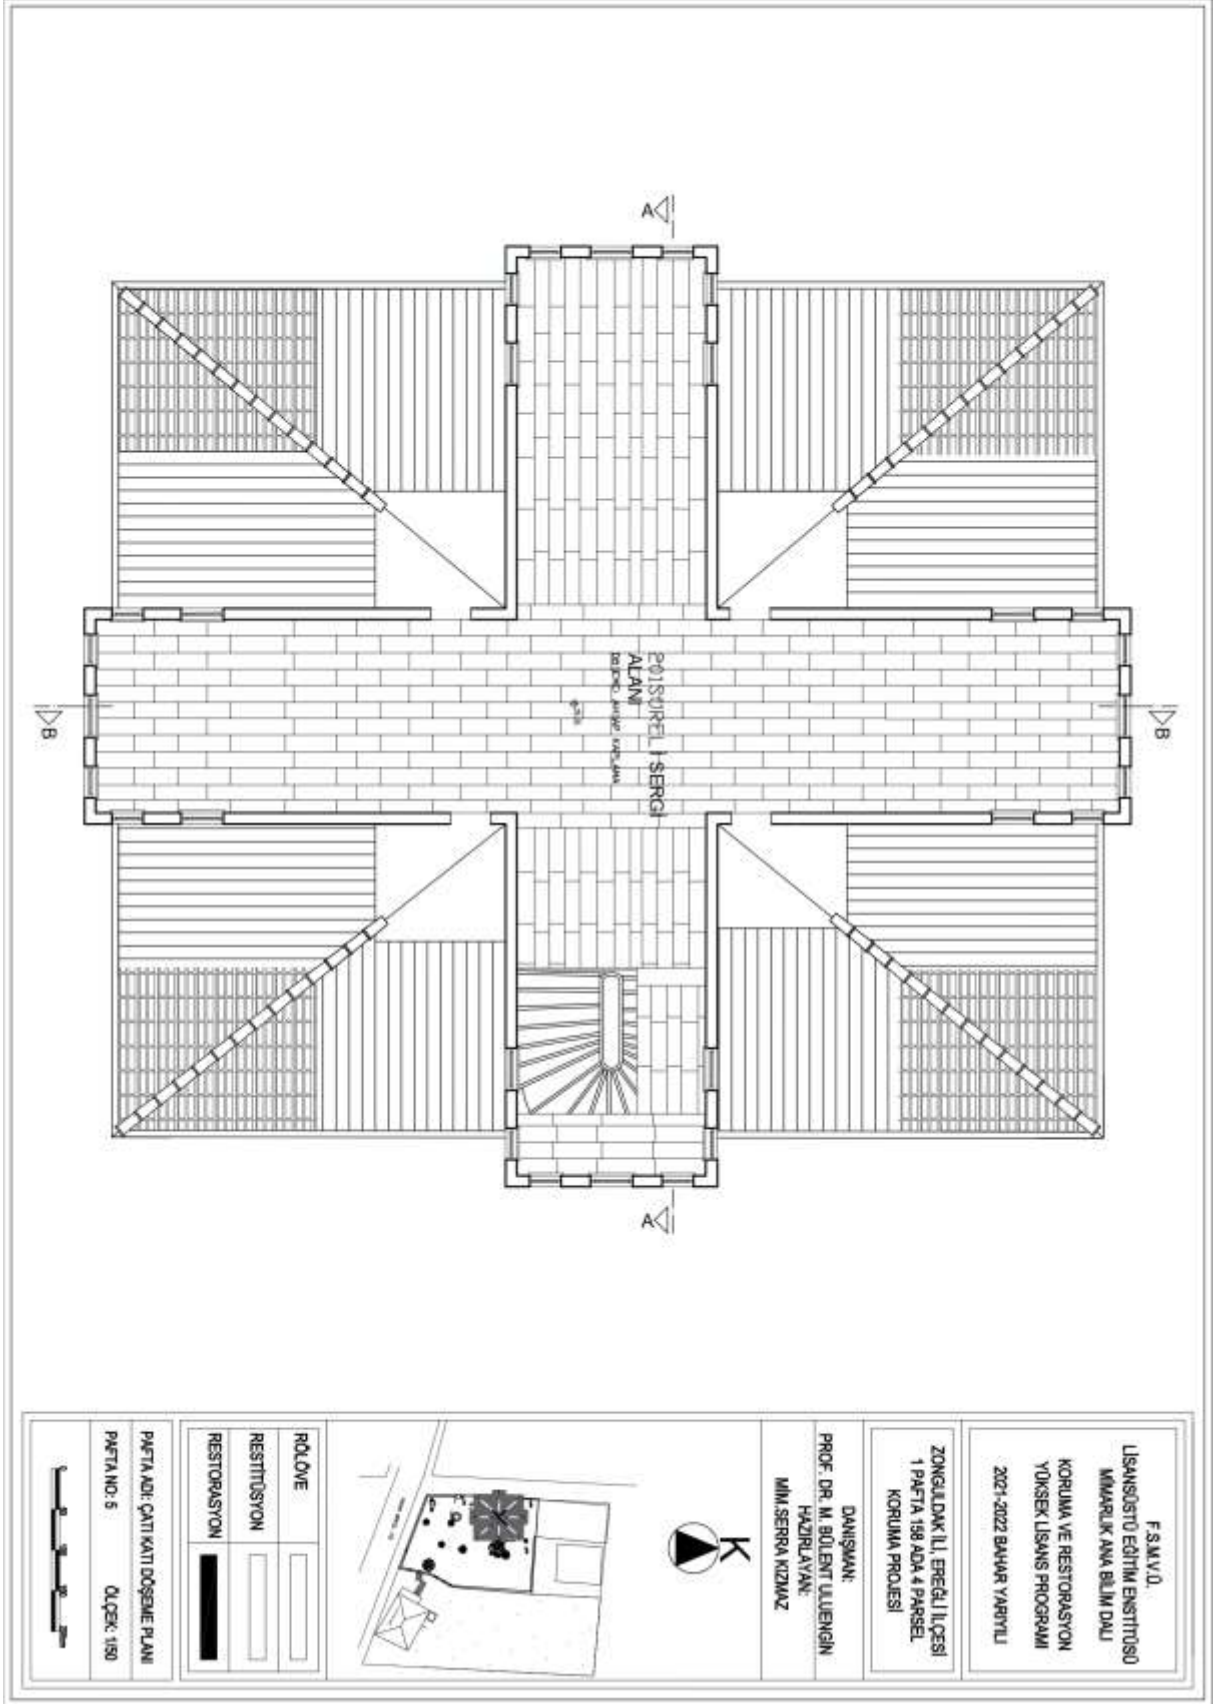 A
A
B
B
SERGİ
ALANI
F.S.M.V.Ü.
LİSANSÜSTÜ EĞİTİM ENSTİTÜSÜ
MİMARLIK ANA BİLİM DALI
KORUMA VE RESTORASYON
YÜKSEK LİSANS PROGRAMI
2021-2022 BAHAR YARIYILI
ZONGULDAK İLİ, EREĞLİ İLÇESİ
1 PAFTA 158 ADA 4 PARSEL
KORUMA PROJESİ
DANIŞMAN:
PROF. DR. M. BÜLENT ULUENGİN
HAZIRLAYAN:
MİM.SERRA KIZMAZ
K
RÖLÖVE
RESTİTÜSYON
RESTORASYON
PAFTA ADI: ÇATI KATI DÖŞEME PLANI
PAFTA NO: 5 ÖLÇEK: 1/50